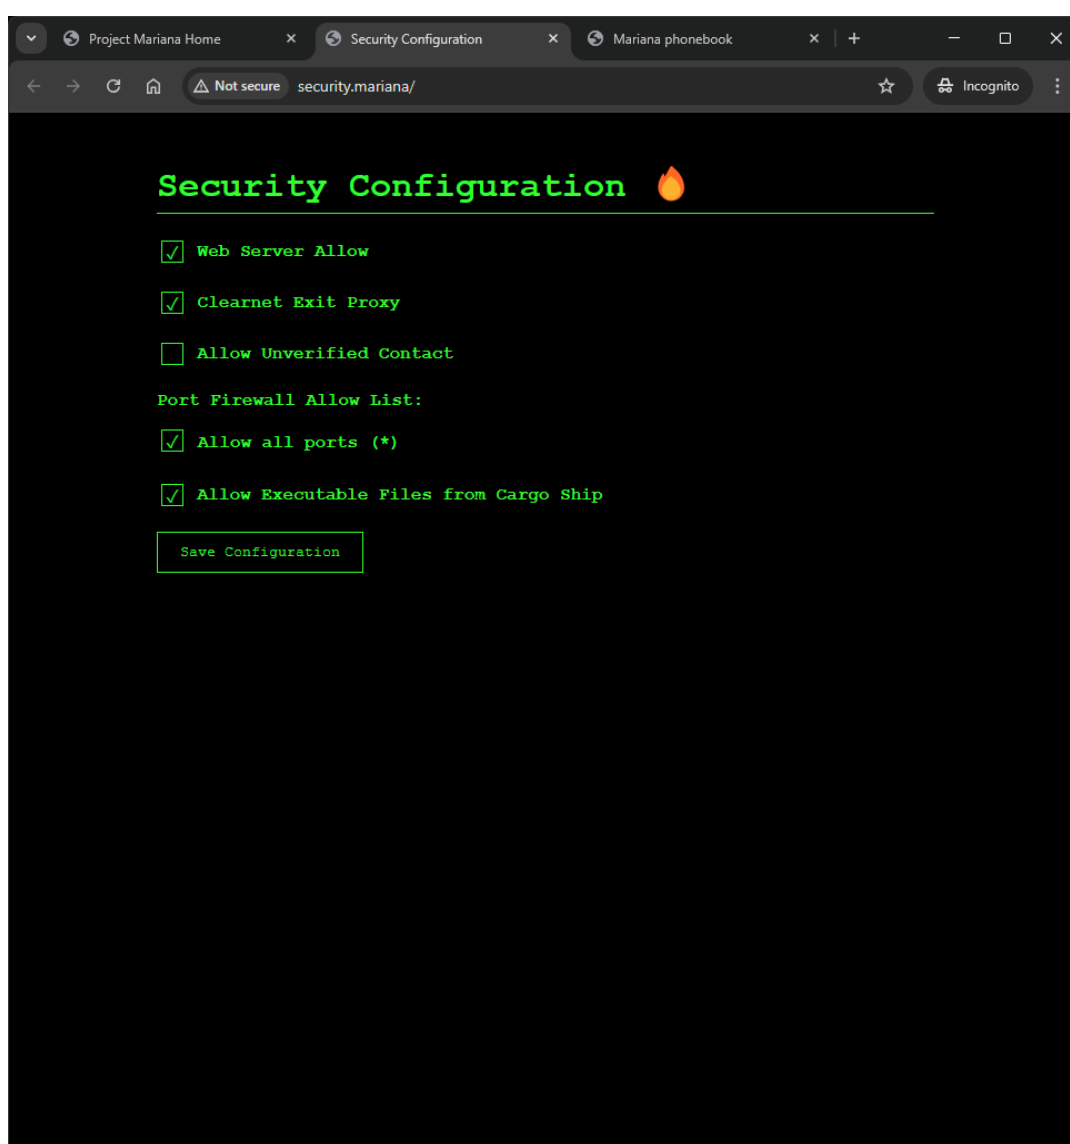 Project Mariana Home
Security Configuration
Mariana phonebook
Not secure
security.mariana/
Incognito
Security Configuration 🔥
Web Server Allow
Clearnet Exit Proxy
Allow Unverified Contact
Port Firewall Allow List:
Allow all ports (*)
Allow Executable Files from Cargo Ship
Save Configuration